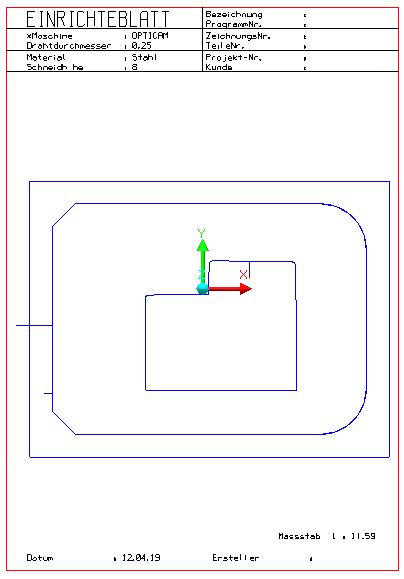 EINRICHTEBLATT
Bezeichnung :
ProgrammNr. :
xMaschine : OPTICAM
ZeichnungsNr. :
Drahtdurchmesser : 0,25
TeileNr. :
Material : Stahl
Projekt-Nr. :
Schneidh he : 8
Kunde :
Y
Z
X
Massstab 1 : 11.59
Datum : 12.04.19 Ersteller :